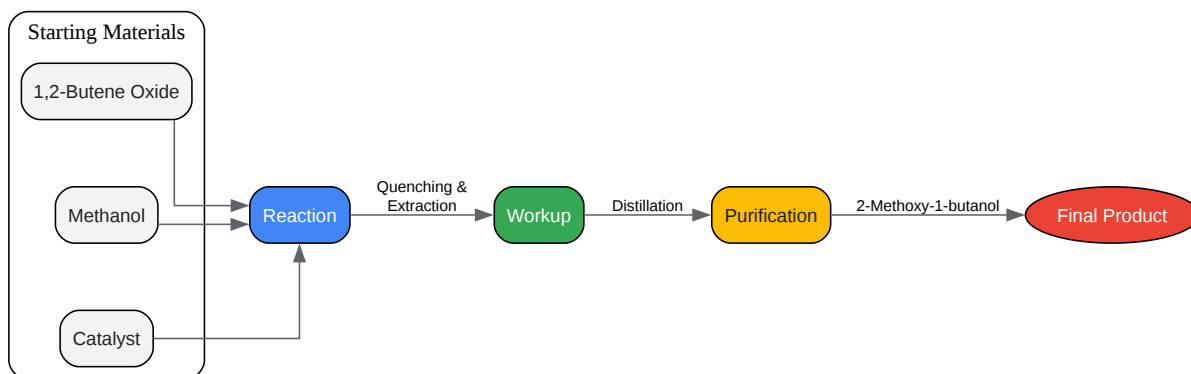 Starting Materials
1,2-Butene Oxide
Methanol
Catalyst
Reaction
Quenching &
Extraction
Workup
Distillation
Purification
2-Methoxy-1-butanol
Final Product